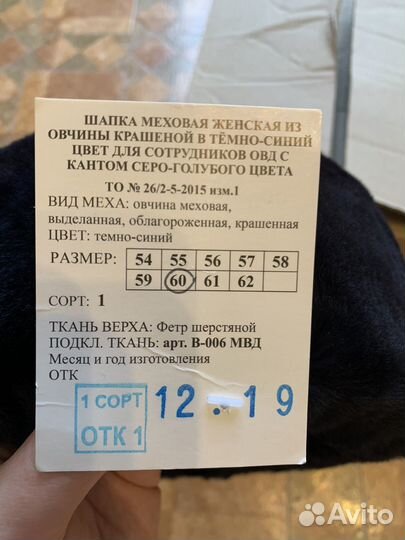 ШАПКА МЕХОВАЯ ЖЕНСКАЯ ИЗ
ОВЧИНЫ КРАШЕНОЙ В ТЁМНО-СИНИЙ
ЦВЕТ ДЛЯ СОТРУДНИКОВ ОВД С
КАНТОМ СЕРО-ГОЛУБОГО ЦВЕТА
ТО № 26/2-5-2015 изм.1
ВИД МЕХА: овчина меховая,
выделанная, облагороженная, крашенная
ЦВЕТ: темно-синий
РАЗМЕР: 54 55 56 57 58
59 60 61 62
СОРТ: 1
ТКАНЬ ВЕРХА: Фетр шерстяной
ПОДКЛ. ТКАНЬ: арт. В-006 МВД
Месяц и год изготовления
ОТК
1 СОРТ
ОТК 1
12.19
Avito